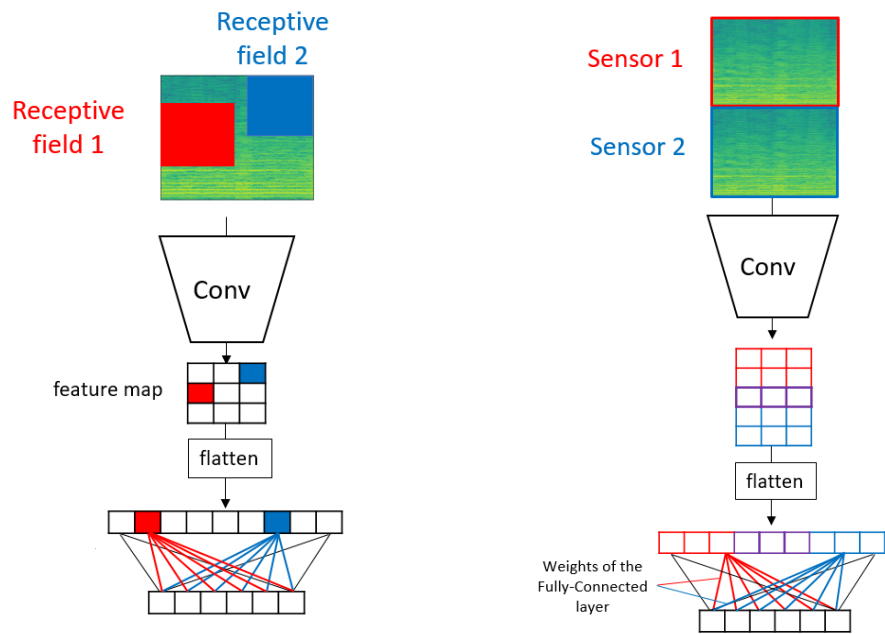 Receptive
field 2
Receptive
field 1
Conv
feature map
flatten
Sensor 1
Sensor 2
Conv
flatten
Weights of the
Fully-Connected
layer